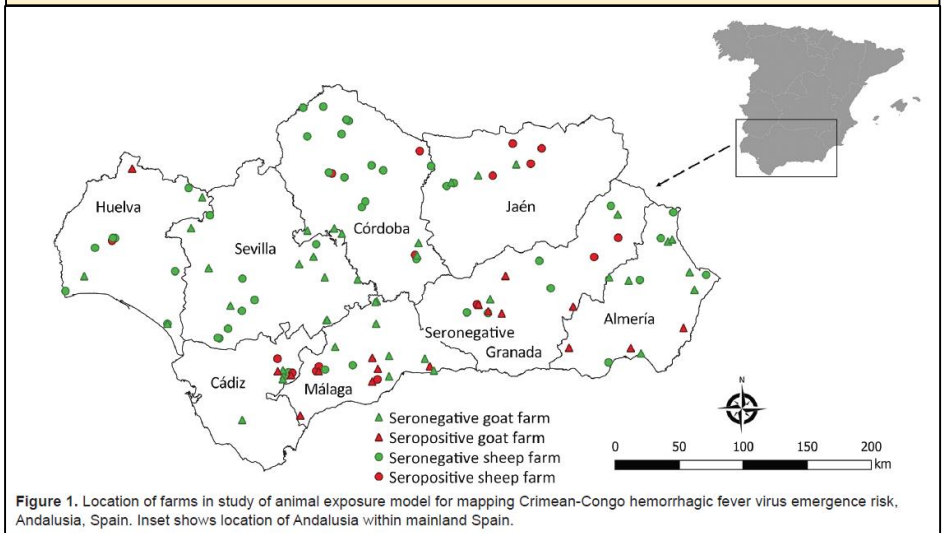 Huelva
Sevilla
Córdoba
Jaén
Seronegative
Granada
Almería
Cádiz
Málaga
N
Seronegative goat farm
Seropositive goat farm
Seronegative sheep farm
Seropositive sheep farm
0 50 100 150 200
km
Figure 1. Location of farms in study of animal exposure model for mapping Crimean-Congo hemorrhagic fever virus emergence risk,
Andalusia, Spain. Inset shows location of Andalusia within mainland Spain.